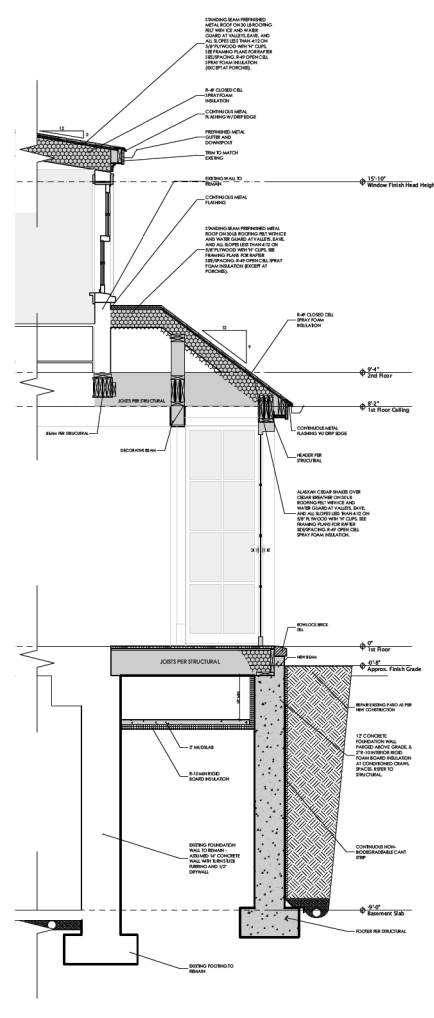 STANDING SEAM PREFINISHED
METAL ROOF ON 30 LB ROOFING
FELT WITH ICE AND WATER
GUARD AT VALLEYS, EAVE, AND
ALL SLOPES LESS THAN 4:12 ON
5/8" PLYWOOD WITH "H" CLIPS.
SEE FRAMING PLANS FOR RAFTER
SIZE/SPACING. R-49 OPEN CELL
SPRAY FOAM INSULATION
(EXCEPT AT PORCHES).
R-49 CLOSED CELL
SPRAY FOAM
INSULATION
12
2
CONTINUOUS METAL
FLASHING W/ DRIP EDGE
PREFINISHED METAL
GUTTER AND
DOWNSPOUT
TRIM TO MATCH
EXISTING
EXISTING WALL TO
REMAIN
15'-10"
Window Finish Head Heigh
CONTINUOUS METAL
FLASHING
STANDING SEAM PREFINISHED METAL
ROOF ON 30 LB ROOFING FELT WITH ICE
AND WATER GUARD AT VALLEYS, EAVE,
AND ALL SLOPES LESS THAN 4:12 ON
5/8" PLYWOOD WITH "H" CLIPS. SEE
FRAMING PLANS FOR RAFTER
SIZE/SPACING. R-49 OPEN CELL SPRAY
FOAM INSULATION (EXCEPT AT
PORCHES).
R-49 CLOSED CELL
SPRAY FOAM
INSULATION
12
9
9'-4"
2nd Floor
JOISTS PER STRUCTURAL
8'-2"
1st Floor Ceiling
BEAM PER STRUCUTRAL
DECORATIVE BEAM
CONTINUOUS METAL
FLASHING W/ DRIP EDGE
HEADER PER
STRUCUTRAL
ALASKAN CEDAR SHAKES OVER
CEDAR BREATHER ON 30 LB
ROOFING FELT WITH ICE AND
WATER GUARD AT VALLEYS, EAVE,
AND ALL SLOPES LESS THAN 4:12 ON
5/8" PLYWOOD WITH "H" CLIPS. SEE
FRAMING PLANS FOR RAFTER
SIZE/SPACING. R-49 OPEN CELL
SPRAY FOAM INSULATION.
ROWLOCK BRICK
SILL
0"
1st Floor
NEW BEAM
JOISTS PER STRUCTURAL
-0'-8"
Approx. Finish Grade
REPAIR EXISTING PATIO AS PER
NEW CONSTRUCTION
2" MUDSLAB
12" CONCRETE
FOUNDATION WALL
PARGED ABOVE GRADE, &
2" R-10 INTERIOR RIGID
FOAM BOARD INSULATION
AT CONDITIONED CRAWL
SPACES. REFER TO
STRUCTURAL.
R-10 MIN RIGID
BOARD INSULATION
EXISTING FOUNDATION
WALL TO REMAIN -
ASSUMED 14" CONCRETE
WALL WITH TURN STUDS
FURRING AND 1/2"
DRYWALL
CONTINUOUS NON-
BIODEGRADEABLE CANT
STRIP
-9'-0"
Basement Slab
FOOTER PER STRUCTURAL
EXISTING FOOTING TO
REMAIN